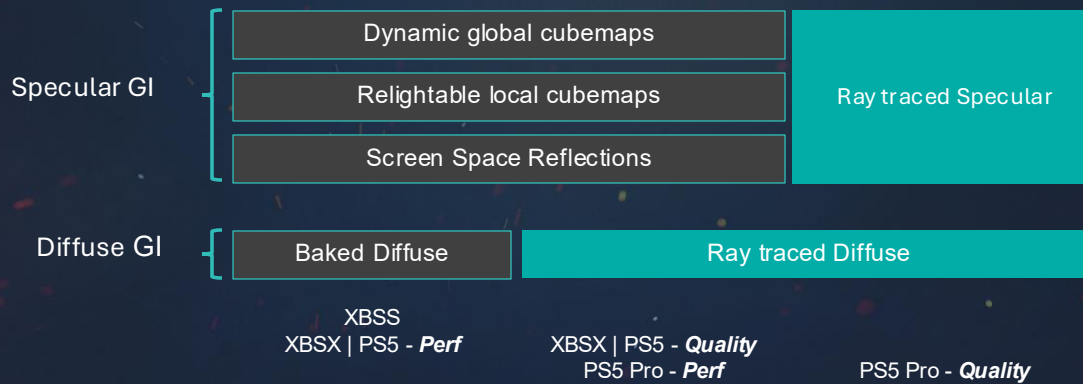 Specular GI
Dynamic global cubemaps
Relightable local cubemaps
Screen Space Reflections
Ray traced Specular
Diffuse GI
Baked Diffuse
Ray traced Diffuse
XBSS
XBSX | PS5 - Perf
XBSX | PS5 - Quality
PS5 Pro - Perf
PS5 Pro - Quality